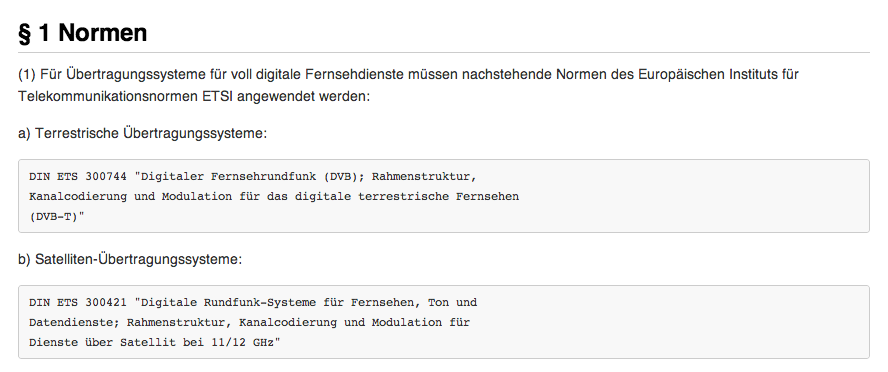 § 1 Normen
(1) Für Übertragungssysteme für voll digitale Fernsehdienste müssen nachstehende Normen des Europäischen Instituts für
Telekommunikationsnormen ETSI angewendet werden:
a) Terrestrische Übertragungssysteme:
DIN ETS 300744 "Digitaler Fernsehrundfunk (DVB); Rahmenstruktur,
Kanalcodierung und Modulation für das digitale terrestrische Fernsehen
(DVB-T)"
b) Satelliten-Übertragungssysteme:
DIN ETS 300421 "Digitale Rundfunk-Systeme für Fernsehen, Ton und
Datendienste; Rahmenstruktur, Kanalcodierung und Modulation für
Dienste über Satellit bei 11/12 GHz"